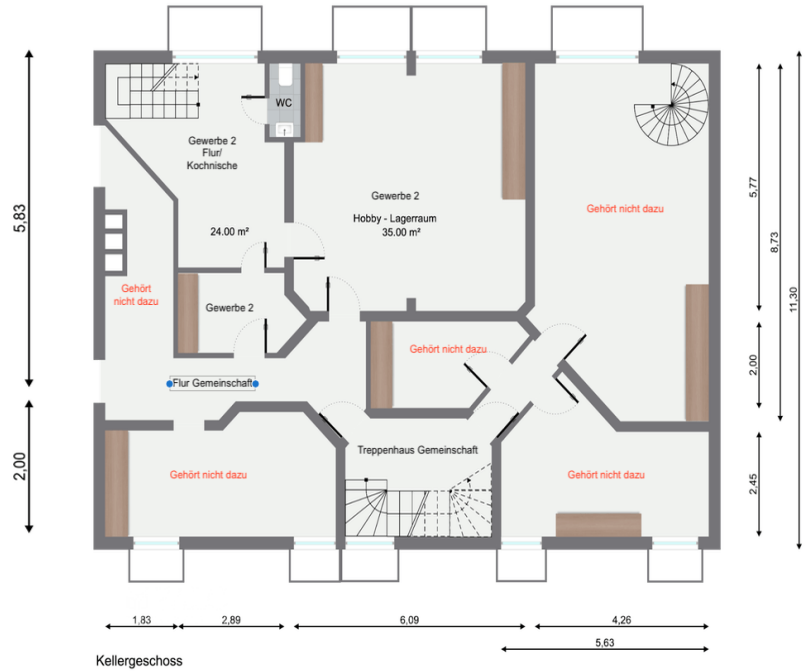 WC
Gewerbe 2
Flur/
Kochnische
24.00 m²
Gewerbe 2
Hobby - Lagerraum
35.00 m²
Gehört nicht dazu
Gehört
nicht dazu
Gewerbe 2
Gehört nicht dazu
Flur Gemeinschaft
Treppenhaus Gemeinschaft
Gehört nicht dazu
Gehört nicht dazu
5,83
2,00
5,77
8,73
11,30
2,00
2,45
1,83
2,89
6,09
4,26
5,63
Kellergeschoss